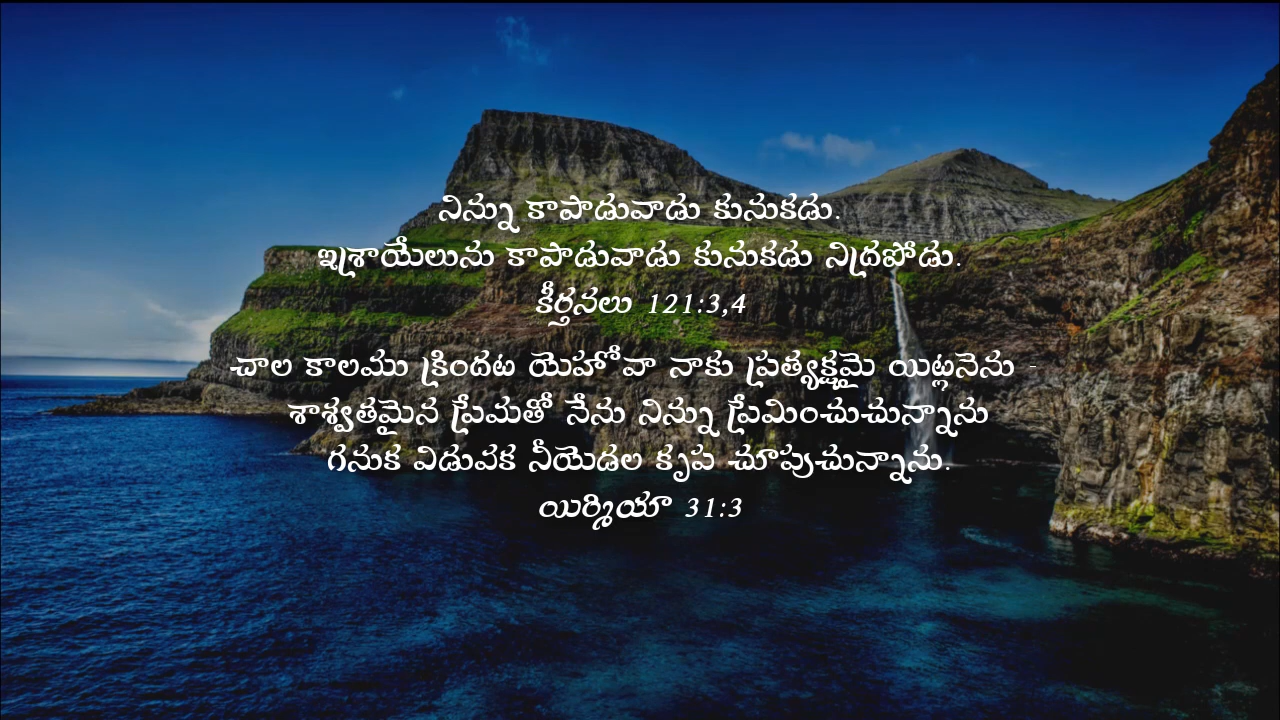 నిన్ను కాపాడువాడు కునుకడు.
ఇశ్రాయేలును కాపాడువాడు కునుకడు నిద్రపోడు.
కీర్తనలు 121:3,4
చాల కాలము క్రిందట యెహోవా నాకు ప్రత్యక్షమై యిట్లనెను -
శాశ్వతమైన ప్రేమతో నేను నిన్ను ప్రేమించుచున్నాను
గనుక విడువక నీయెడల కృప చూపుచున్నాను.
యిర్మియా 31:3